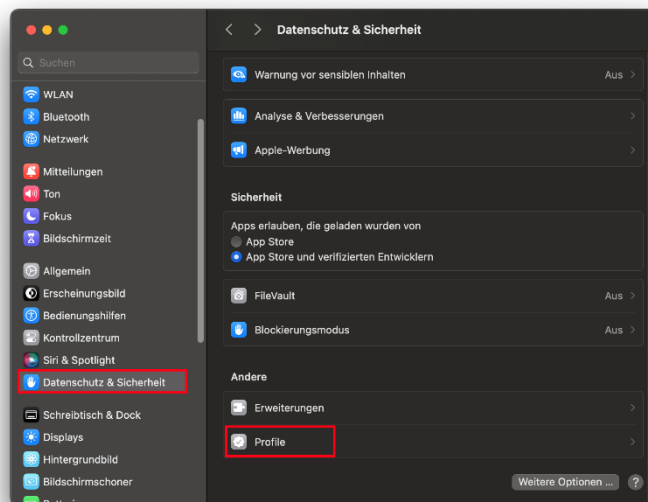 Datenschutz & Sicherheit
Suchen
WLAN
Bluetooth
Netzwerk
Mitteilungen
Ton
Fokus
Bildschirmzeit
Allgemein
Erscheinungsbild
Bedienungshilfen
Kontrollzentrum
Siri & Spotlight
Datenschutz & Sicherheit
Schreibtisch & Dock
Displays
Hintergrundbild
Bildschirmschoner
Warnung vor sensiblen Inhalten Aus
Analyse & Verbesserungen
Apple-Werbung
Sicherheit
Apps erlauben, die geladen wurden von
App Store
App Store und verifizierten Entwicklern
FileVault Aus
Blockierungsmodus Aus
Andere
Erweiterungen
Profile
Weitere Optionen ... ?